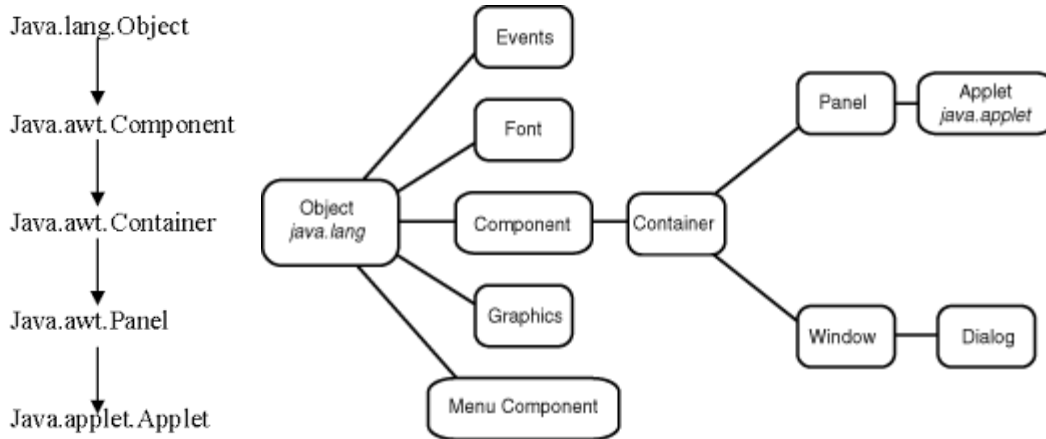 Java.lang.Object
Java.awt.Component
Java.awt.Container
Java.awt.Panel
Java.applet.Applet
Events
Font
Object
java.lang
Component
Graphics
Menu Component
Container
Panel
Applet
java.applet
Window
Dialog